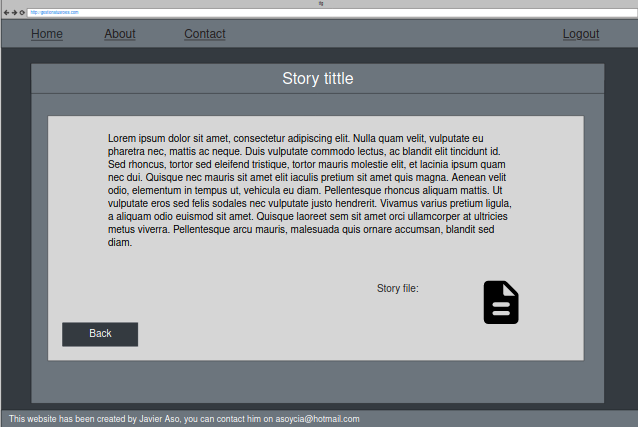 Home About Contact Logout
Story tittle
Lorem ipsum dolor sit amet, consectetur adipiscing elit. Nulla quam velit, vulputate eu
pharetra nec, mattis ac neque. Duis vulputate commodo lectus, ac blandit elit tincidunt id.
Sed rhoncus, tortor sed eleifend tristique, tortor mauris molestie elit, et lacinia ipsum quam
nec dui. Quisque nec mauris sit amet elit iaculis pretium sit amet quis magna. Aenean velit
odio, elementum in tempus ut, vehicula eu diam. Pellentesque rhoncus aliquam mattis. Ut
vulputate eros sed felis sodales nec vulputate justo hendrerit. Vivamus varius pretium ligula,
a aliquam odio euismod sit amet. Quisque laoreet sem sit amet orci ullamcorper at ultricies
metus viverra. Pellentesque arcu mauris, malesuada quis ornare accumsan, blandit sed
diam.
Story file:
Back
This website has been created by Javier Aso, you can contact him on asoycia@hotmail.com